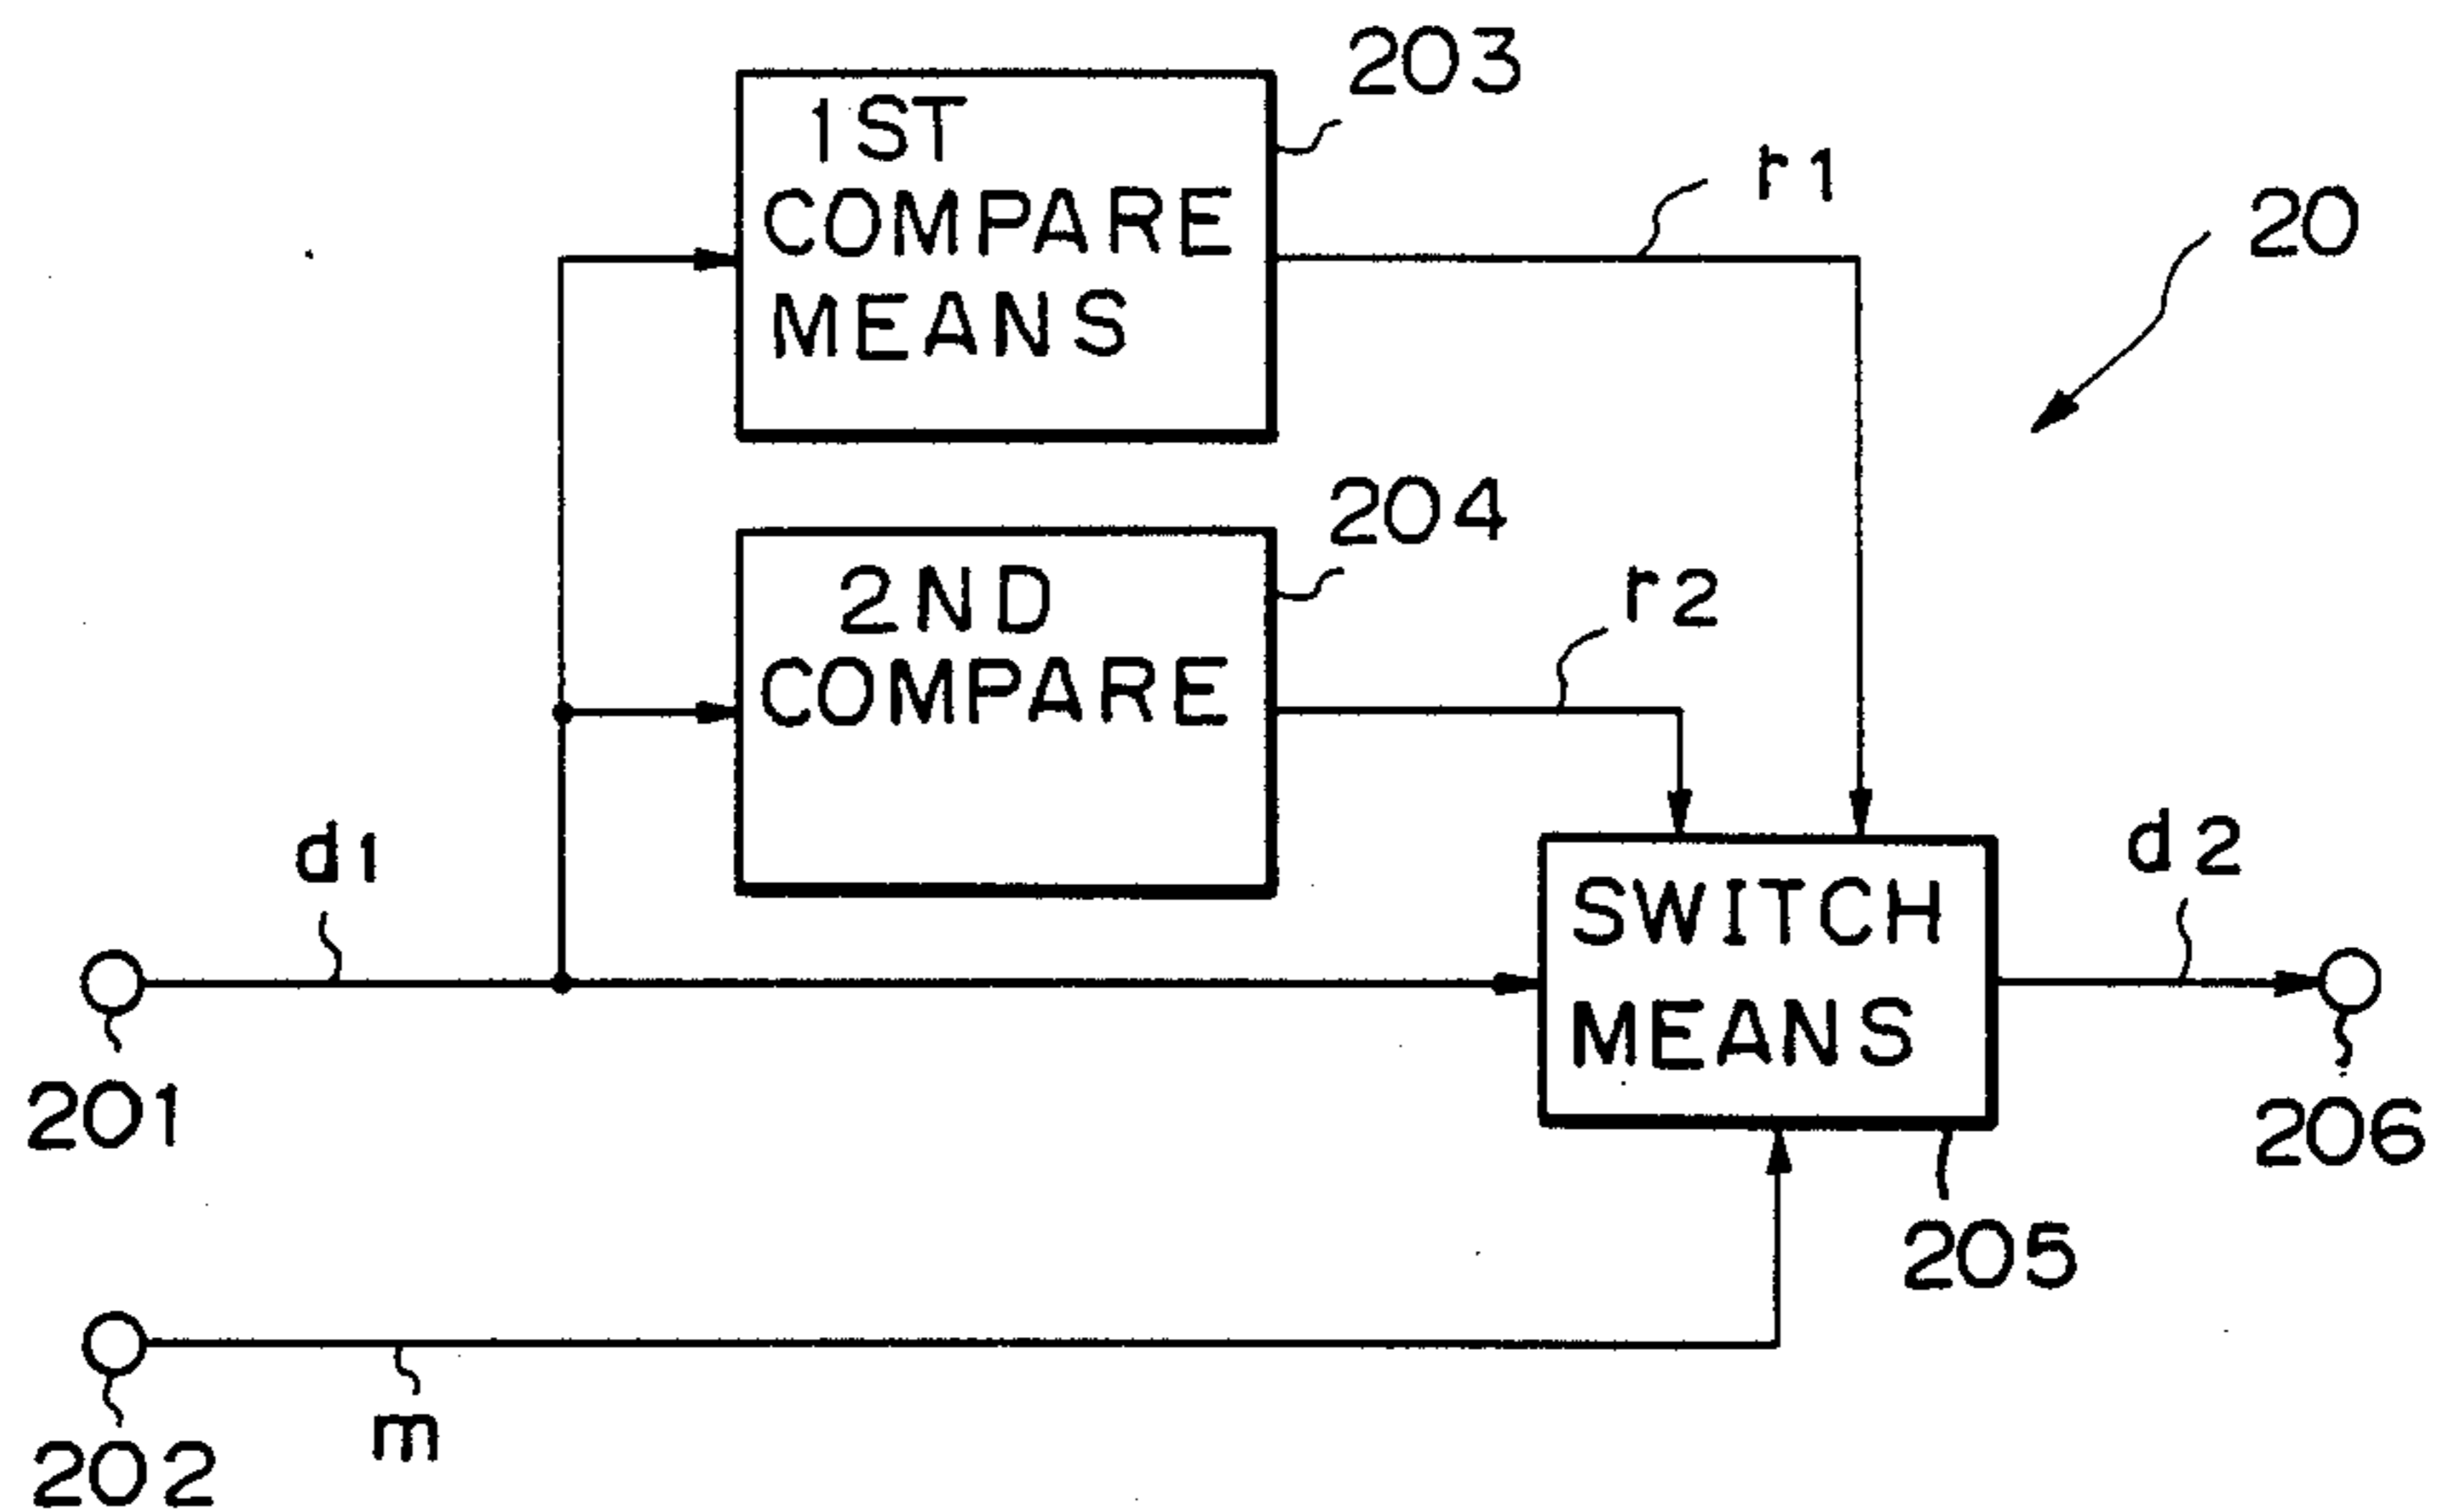 203
1ST
COMPARE
MEANS
r1
20
204
2ND
COMPARE
r2
d1
SWITCH
MEANS
d2
201
206
205
m
202